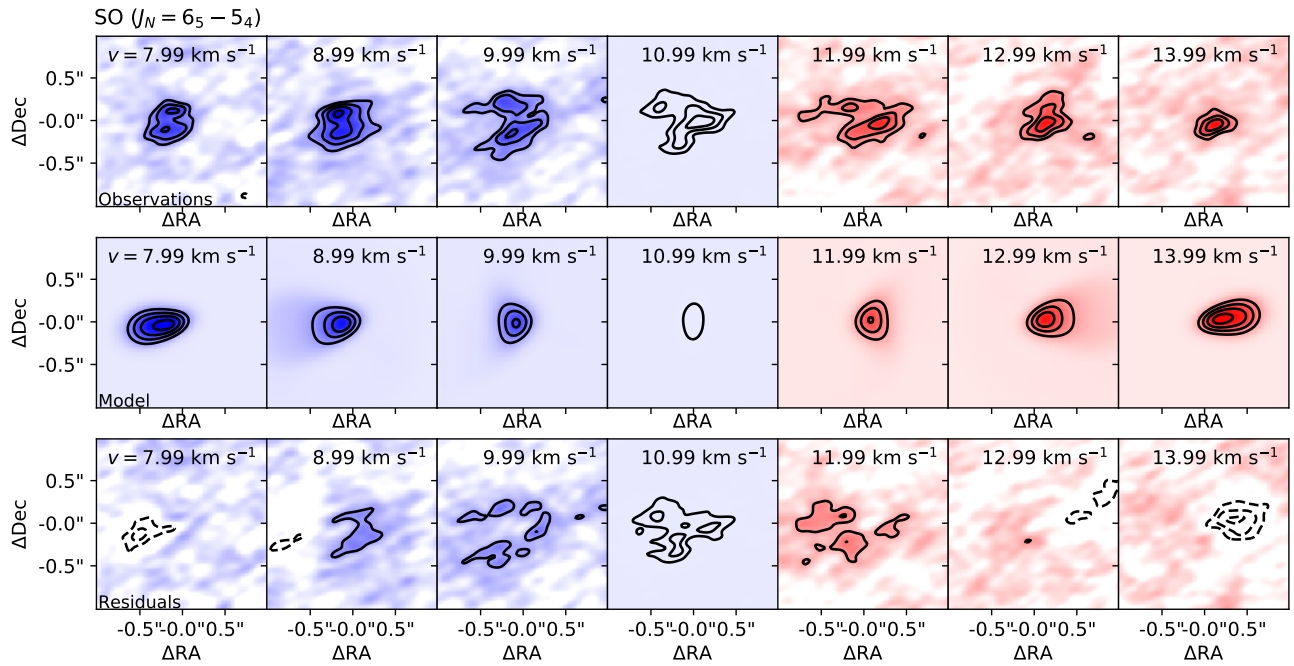 SO (J_N = 6_5 − 5_4)
v = 7.99 km s⁻¹ 8.99 km s⁻¹ 9.99 km s⁻¹ 10.99 km s⁻¹ 11.99 km s⁻¹ 12.99 km s⁻¹ 13.99 km s⁻¹
0.5"
ΔDec
-0.0"
-0.5"
Observations
ΔRA ΔRA ΔRA ΔRA ΔRA ΔRA ΔRA
v = 7.99 km s⁻¹ 8.99 km s⁻¹ 9.99 km s⁻¹ 10.99 km s⁻¹ 11.99 km s⁻¹ 12.99 km s⁻¹ 13.99 km s⁻¹
0.5"
ΔDec
-0.0"
-0.5"
Model
ΔRA ΔRA ΔRA ΔRA ΔRA ΔRA ΔRA
v = 7.99 km s⁻¹ 8.99 km s⁻¹ 9.99 km s⁻¹ 10.99 km s⁻¹ 11.99 km s⁻¹ 12.99 km s⁻¹ 13.99 km s⁻¹
0.5"
ΔDec
-0.0"
-0.5"
Residuals
-0.5"-0.0"0.5" -0.5"-0.0"0.5" -0.5"-0.0"0.5" -0.5"-0.0"0.5" -0.5"-0.0"0.5" -0.5"-0.0"0.5" -0.5"-0.0"0.5"
ΔRA ΔRA ΔRA ΔRA ΔRA ΔRA ΔRA